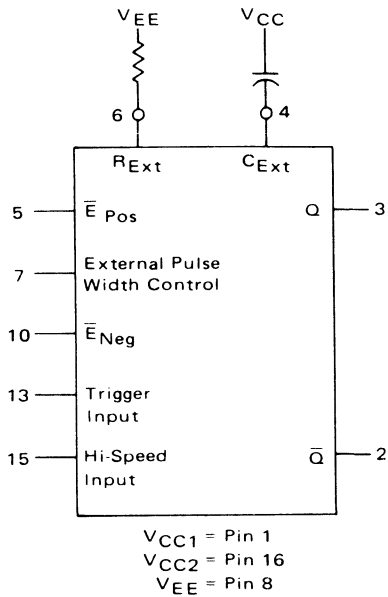 VEE
VCC
6
4
RExt
CExt
5
E̅ Pos
Q
3
7
External Pulse
Width Control
10
E̅Neg
13
Trigger
Input
15
Hi-Speed
Input
Q̅
2
VCC1 = Pin 1
VCC2 = Pin 16
VEE = Pin 8